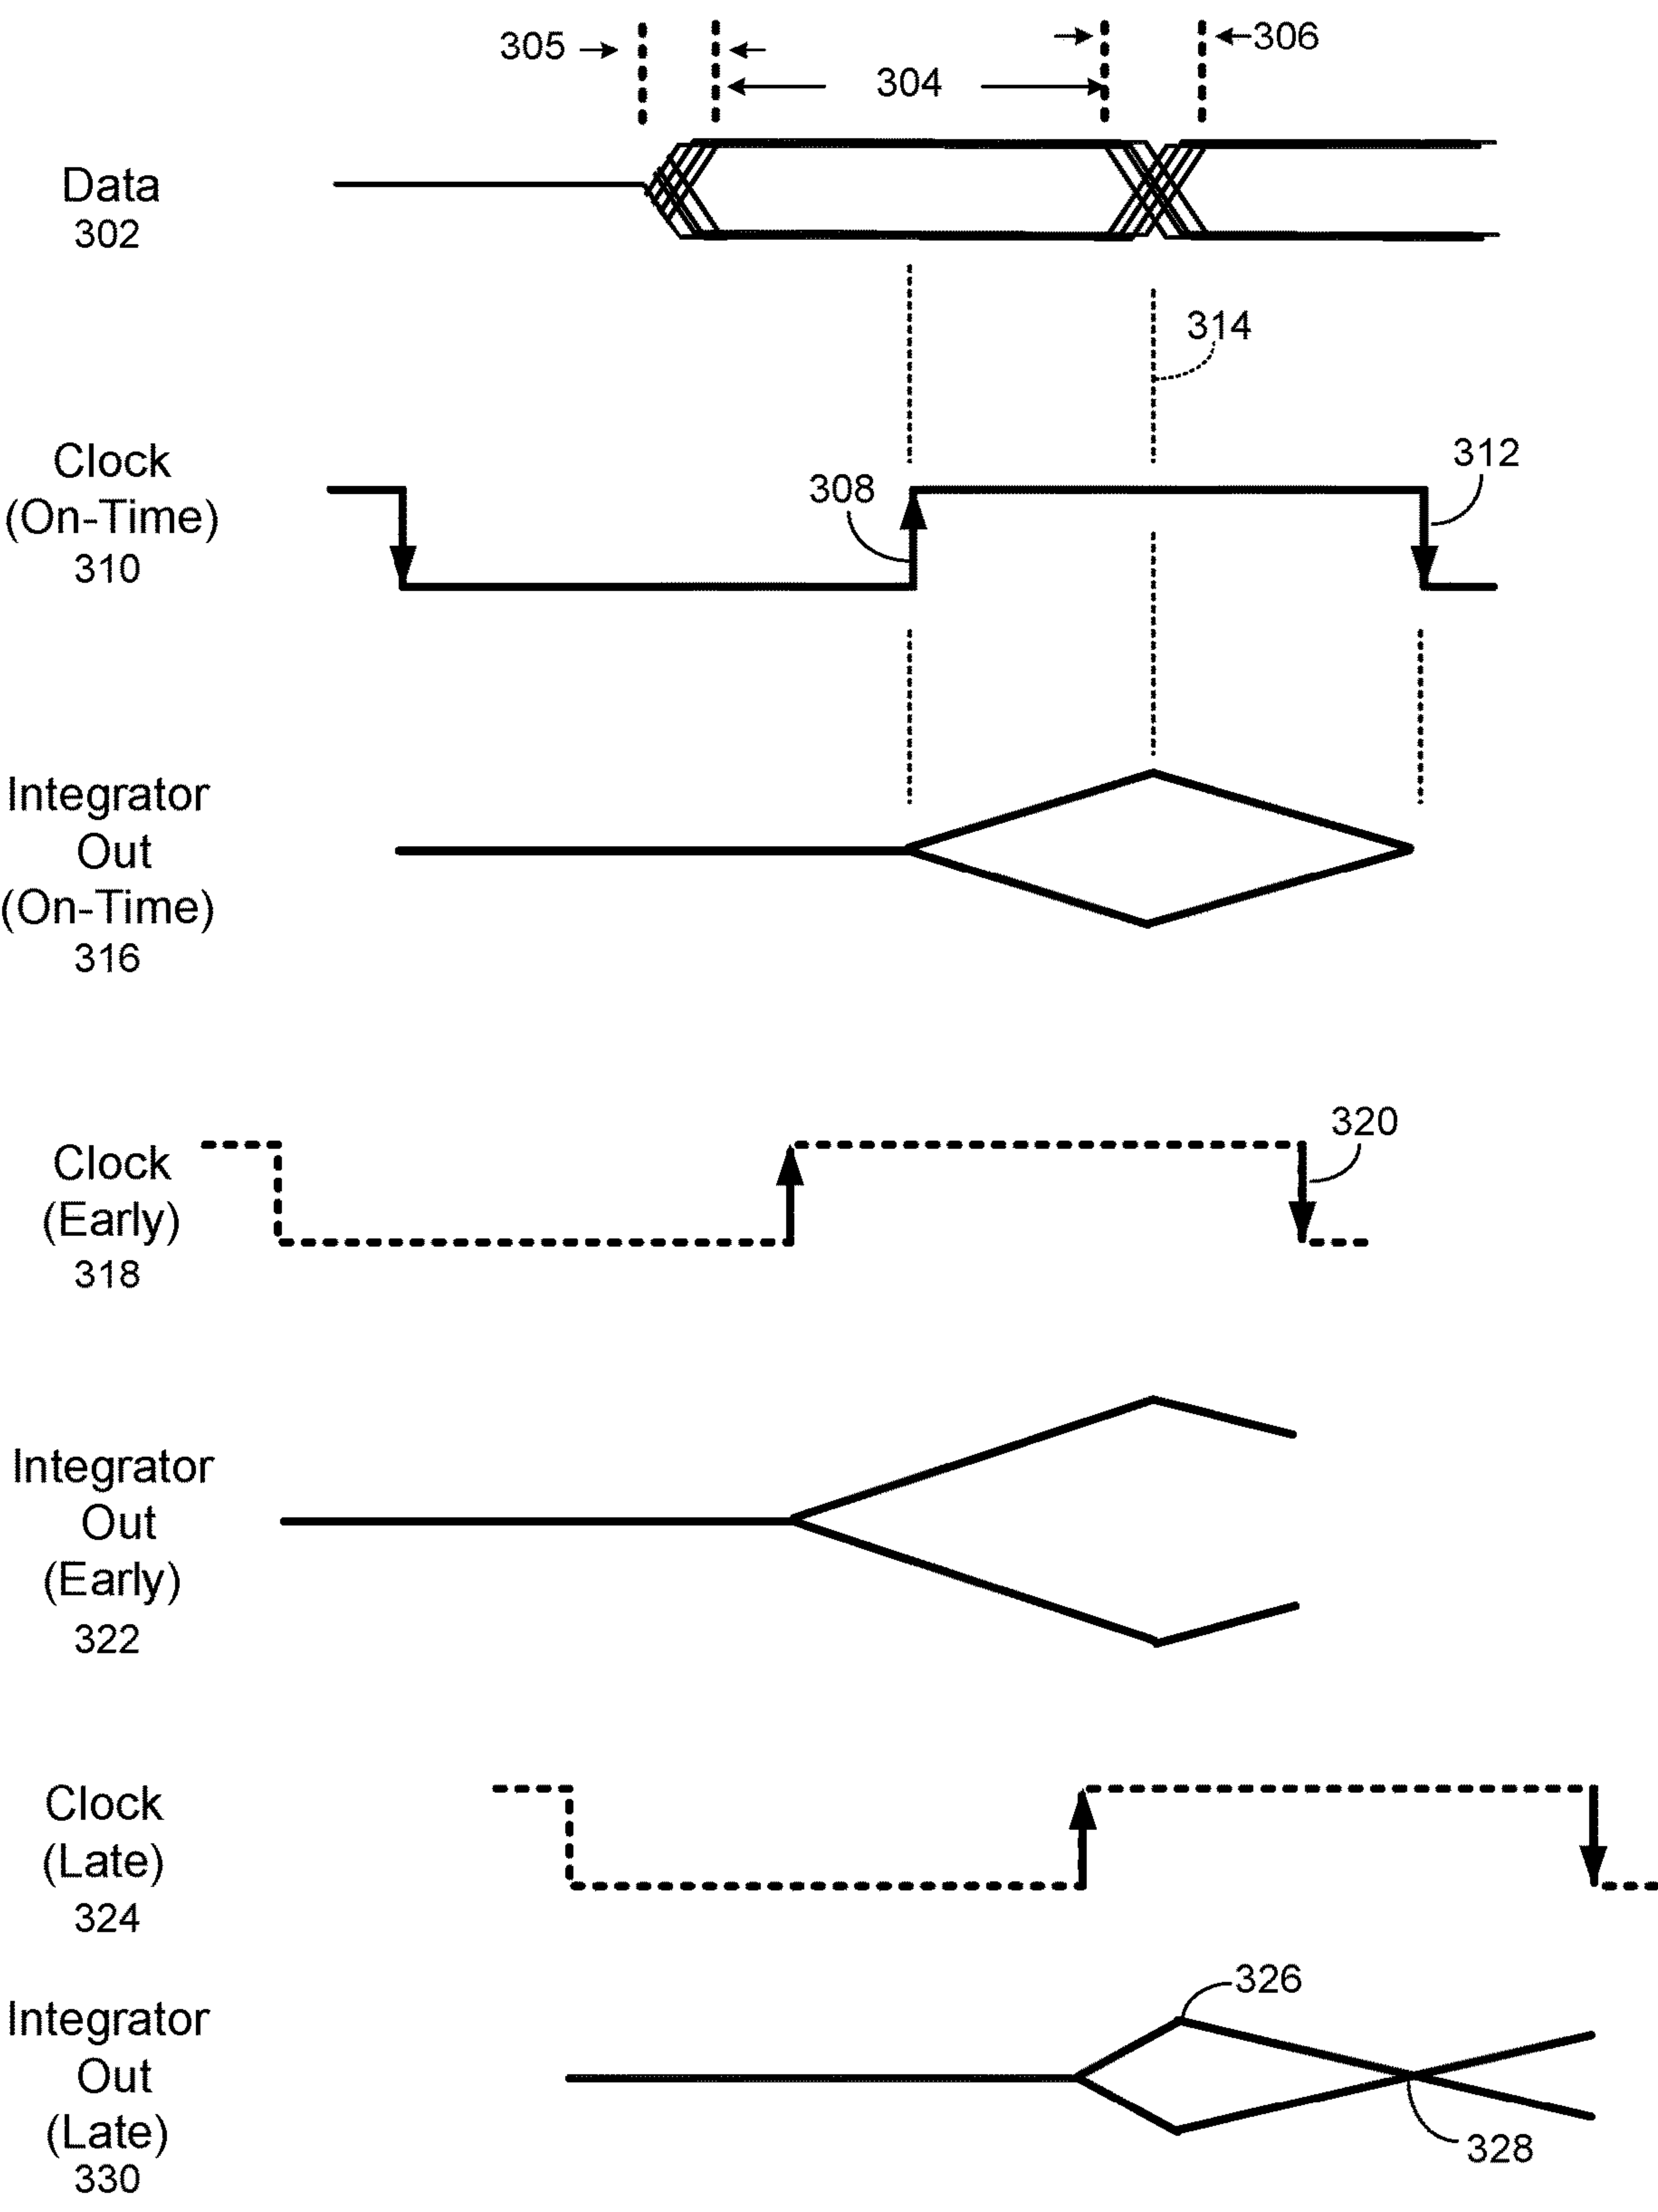 305
306
304
Data
302
314
Clock
(On-Time)
310
308
312
Integrator
Out
(On-Time)
316
Clock
(Early)
318
320
Integrator
Out
(Early)
322
Clock
(Late)
324
326
Integrator
Out
(Late)
330
328